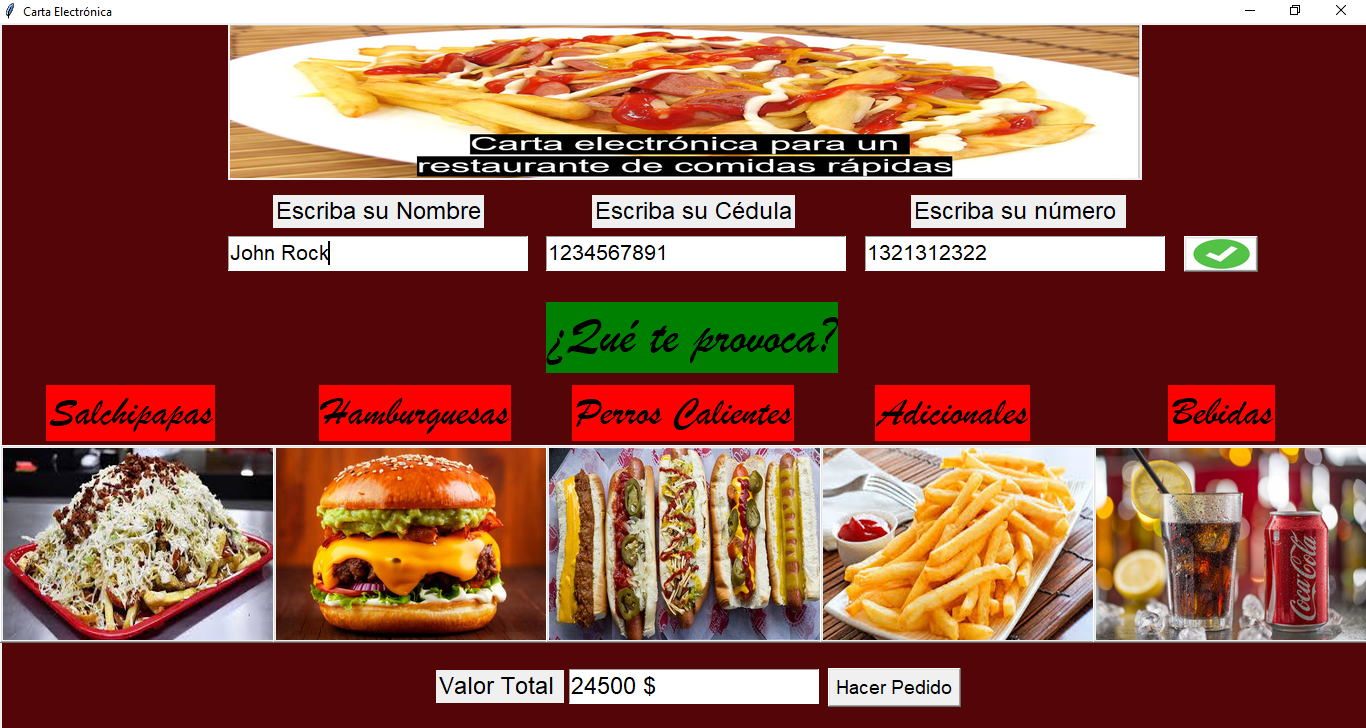 Carta Electrónica
Carta electrónica para un
restaurante de comidas rápidas
Escriba su Nombre
Escriba su Cédula
Escriba su número
John Rock
1234567891
1321312322
¿Qué te provoca?
Salchipapas
Hamburguesas
Perros Calientes
Adicionales
Bebidas
Coca-Cola
Valor Total
24500 $
Hacer Pedido